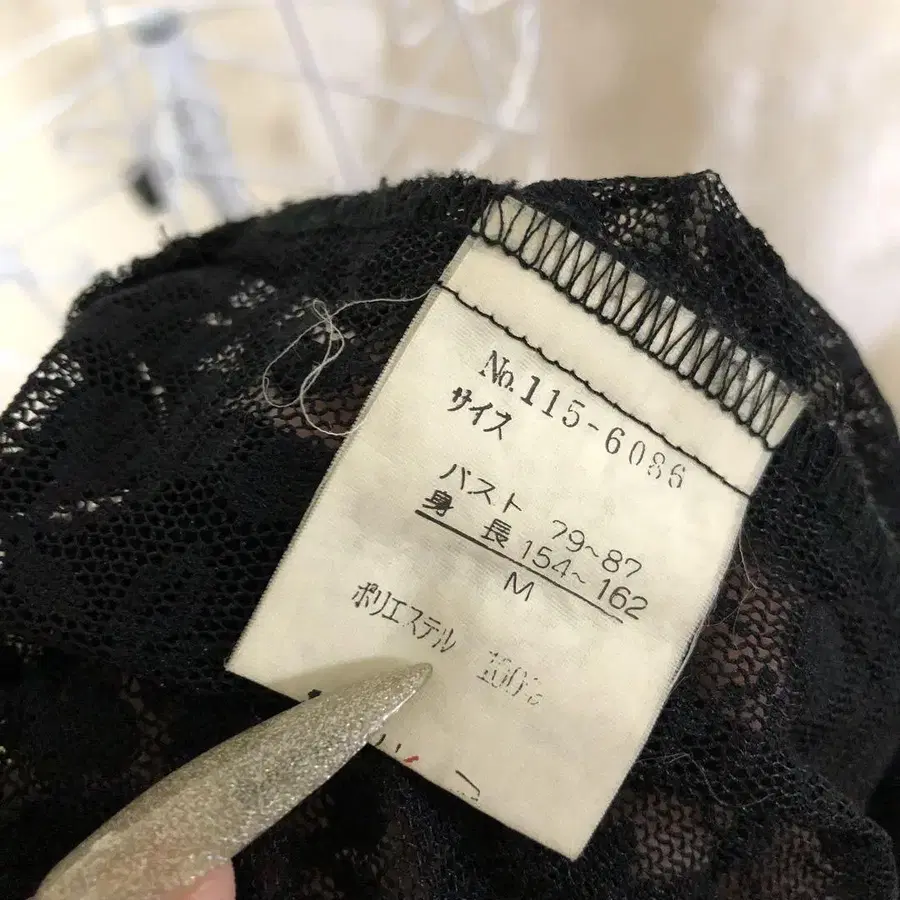 No.115-6086
サイズ
バスト 79~87
身長 154~162
M
ポリエステル 100%